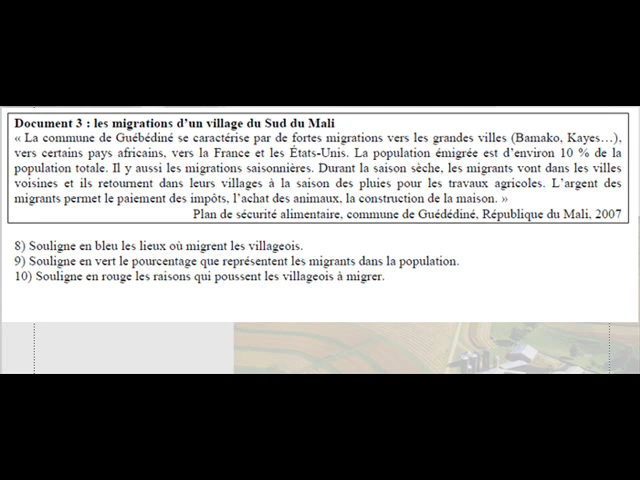 Document 3 : les migrations d'un village du Sud du Mali
« La commune de Guébédiné se caractérise par de fortes migrations vers les grandes villes (Bamako, Kayes…),
vers certains pays africains, vers la France et les États-Unis. La population émigrée est d'environ 10 % de la
population totale. Il y aussi les migrations saisonnières. Durant la saison sèche, les migrants vont dans les villes
voisines et ils retournent dans leurs villages à la saison des pluies pour les travaux agricoles. L'argent des
migrants permet le paiement des impôts, l'achat des animaux, la construction de la maison. »
Plan de sécurité alimentaire, commune de Guédédiné, République du Mali, 2007
8) Souligne en bleu les lieux où migrent les villageois.
9) Souligne en vert le pourcentage que représentent les migrants dans la population.
10) Souligne en rouge les raisons qui poussent les villageois à migrer.